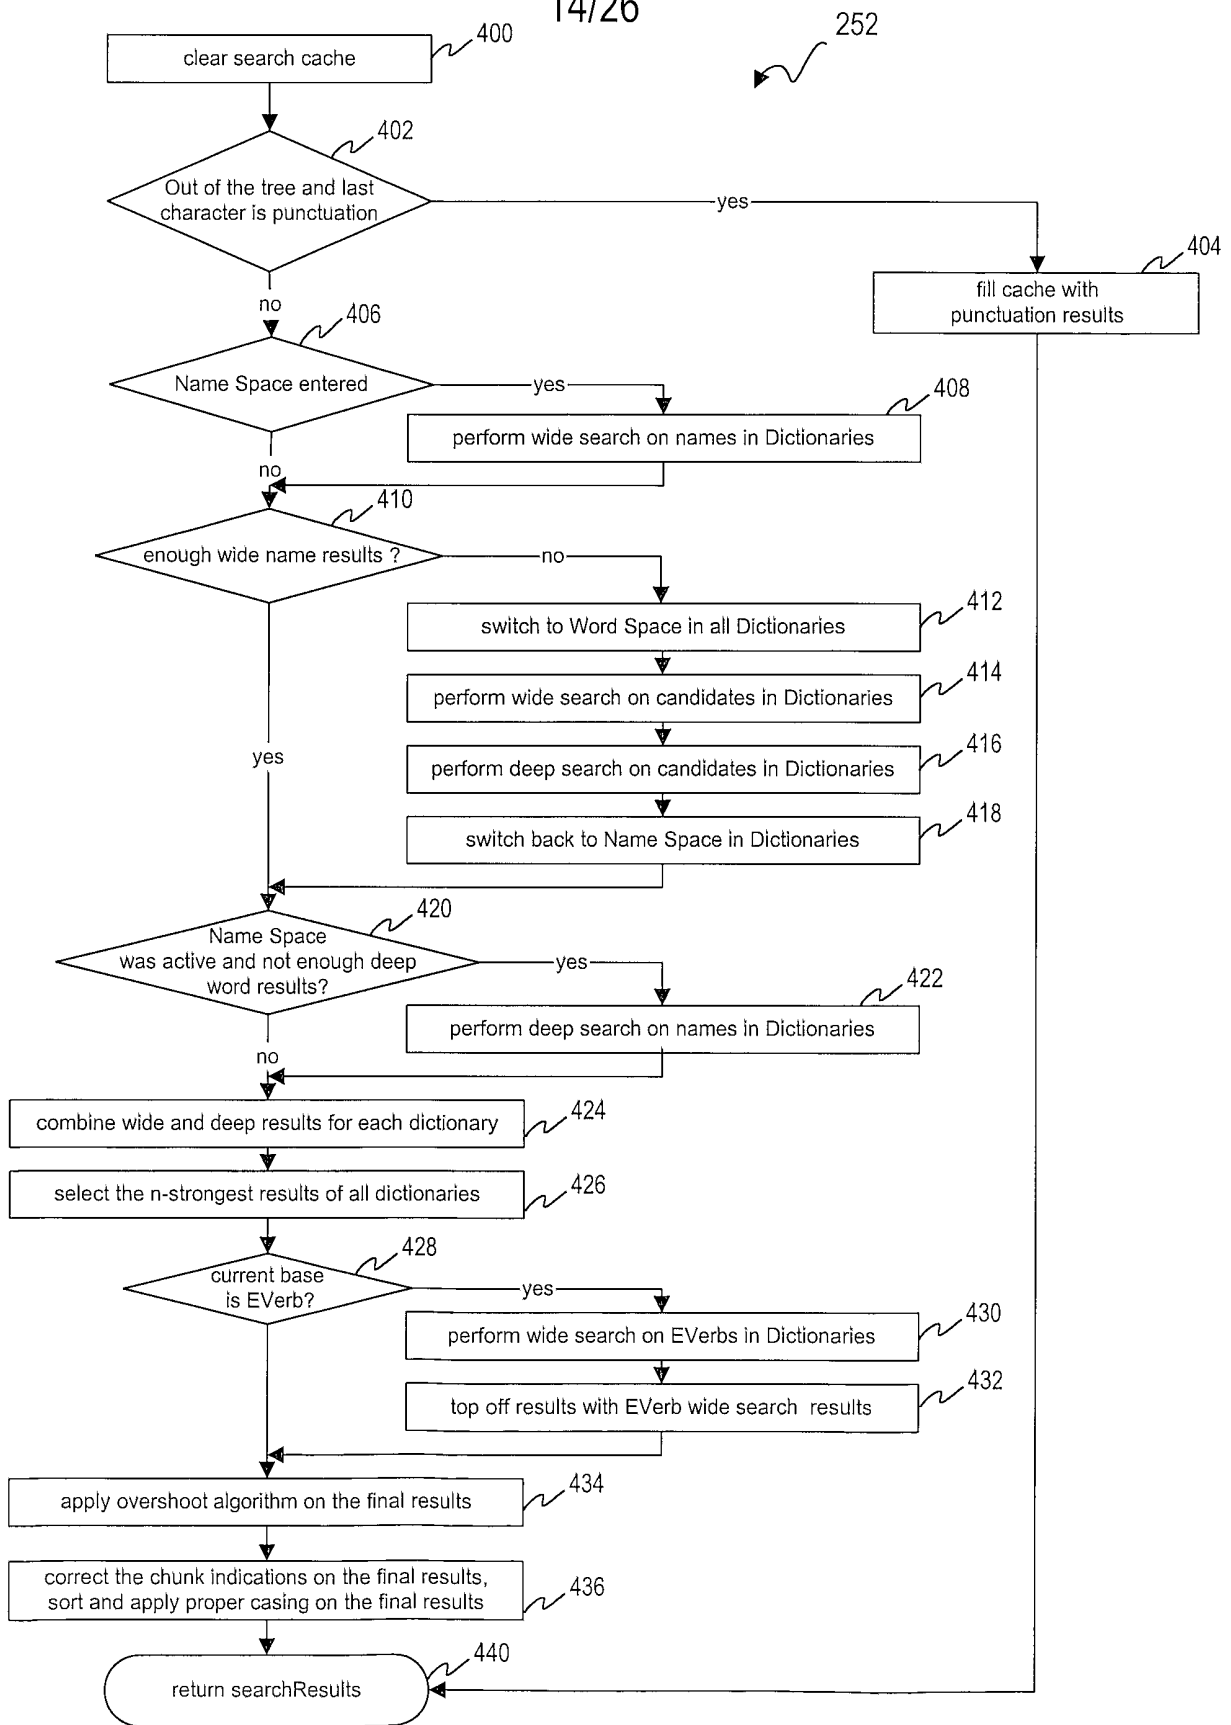 14/26
252
400
clear search cache
402
Out of the tree and last
character is punctuation
yes
404
fill cache with
punctuation results
no
406
Name Space entered
yes
408
perform wide search on names in Dictionaries
no
410
enough wide name results ?
no
412
switch to Word Space in all Dictionaries
414
perform wide search on candidates in Dictionaries
416
perform deep search on candidates in Dictionaries
yes
418
switch back to Name Space in Dictionaries
420
Name Space
was active and not enough deep
word results?
yes
422
perform deep search on names in Dictionaries
no
424
combine wide and deep results for each dictionary
426
select the n-strongest results of all dictionaries
428
current base
is EVerb?
yes
430
perform wide search on EVerbs in Dictionaries
432
top off results with EVerb wide search results
434
apply overshoot algorithm on the final results
436
correct the chunk indications on the final results,
sort and apply proper casing on the final results
440
return searchResults